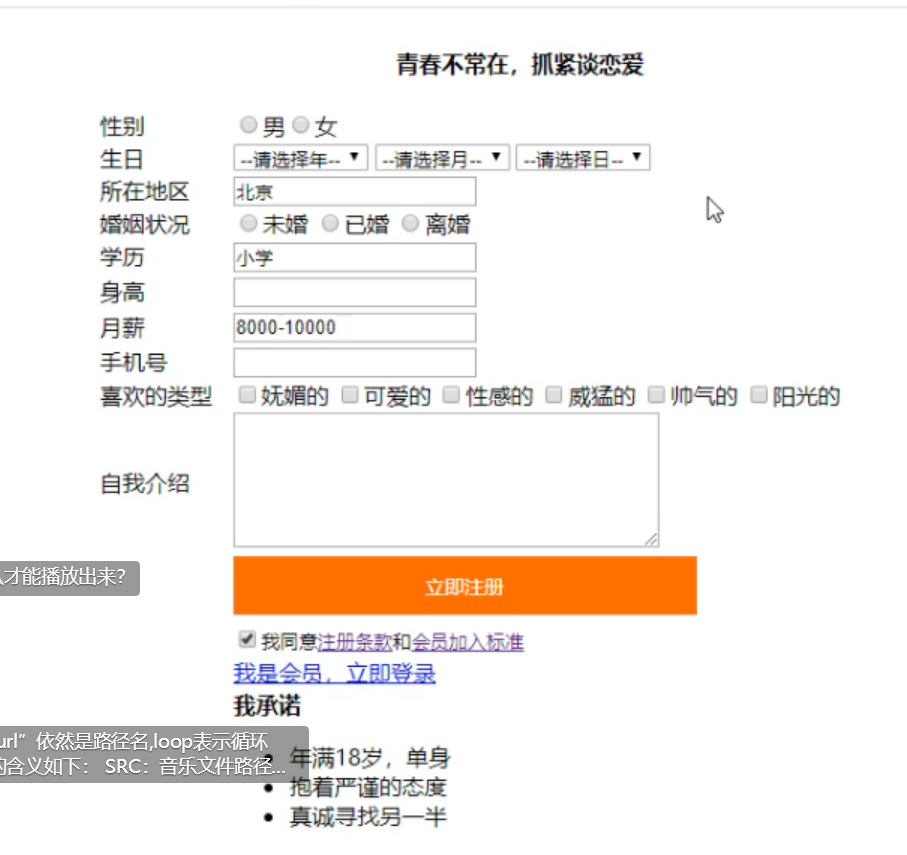 青春不常在，抓紧谈恋爱
性别 男 女
生日 --请选择年-- --请选择月-- --请选择日--
所在地区 北京
婚姻状况 未婚 已婚 离婚
学历 小学
身高
月薪 8000-10000
手机号
喜欢的类型 妩媚的 可爱的 性感的 威猛的 帅气的 阳光的
自我介绍
才能播放出来?
立即注册
我同意注册条款和会员加入标准
我是会员，立即登录
我承诺
url”依然是路径名,loop表示循环
的含义如下： SRC：音乐文件路径...
年满18岁，单身
抱着严谨的态度
真诚寻找另一半